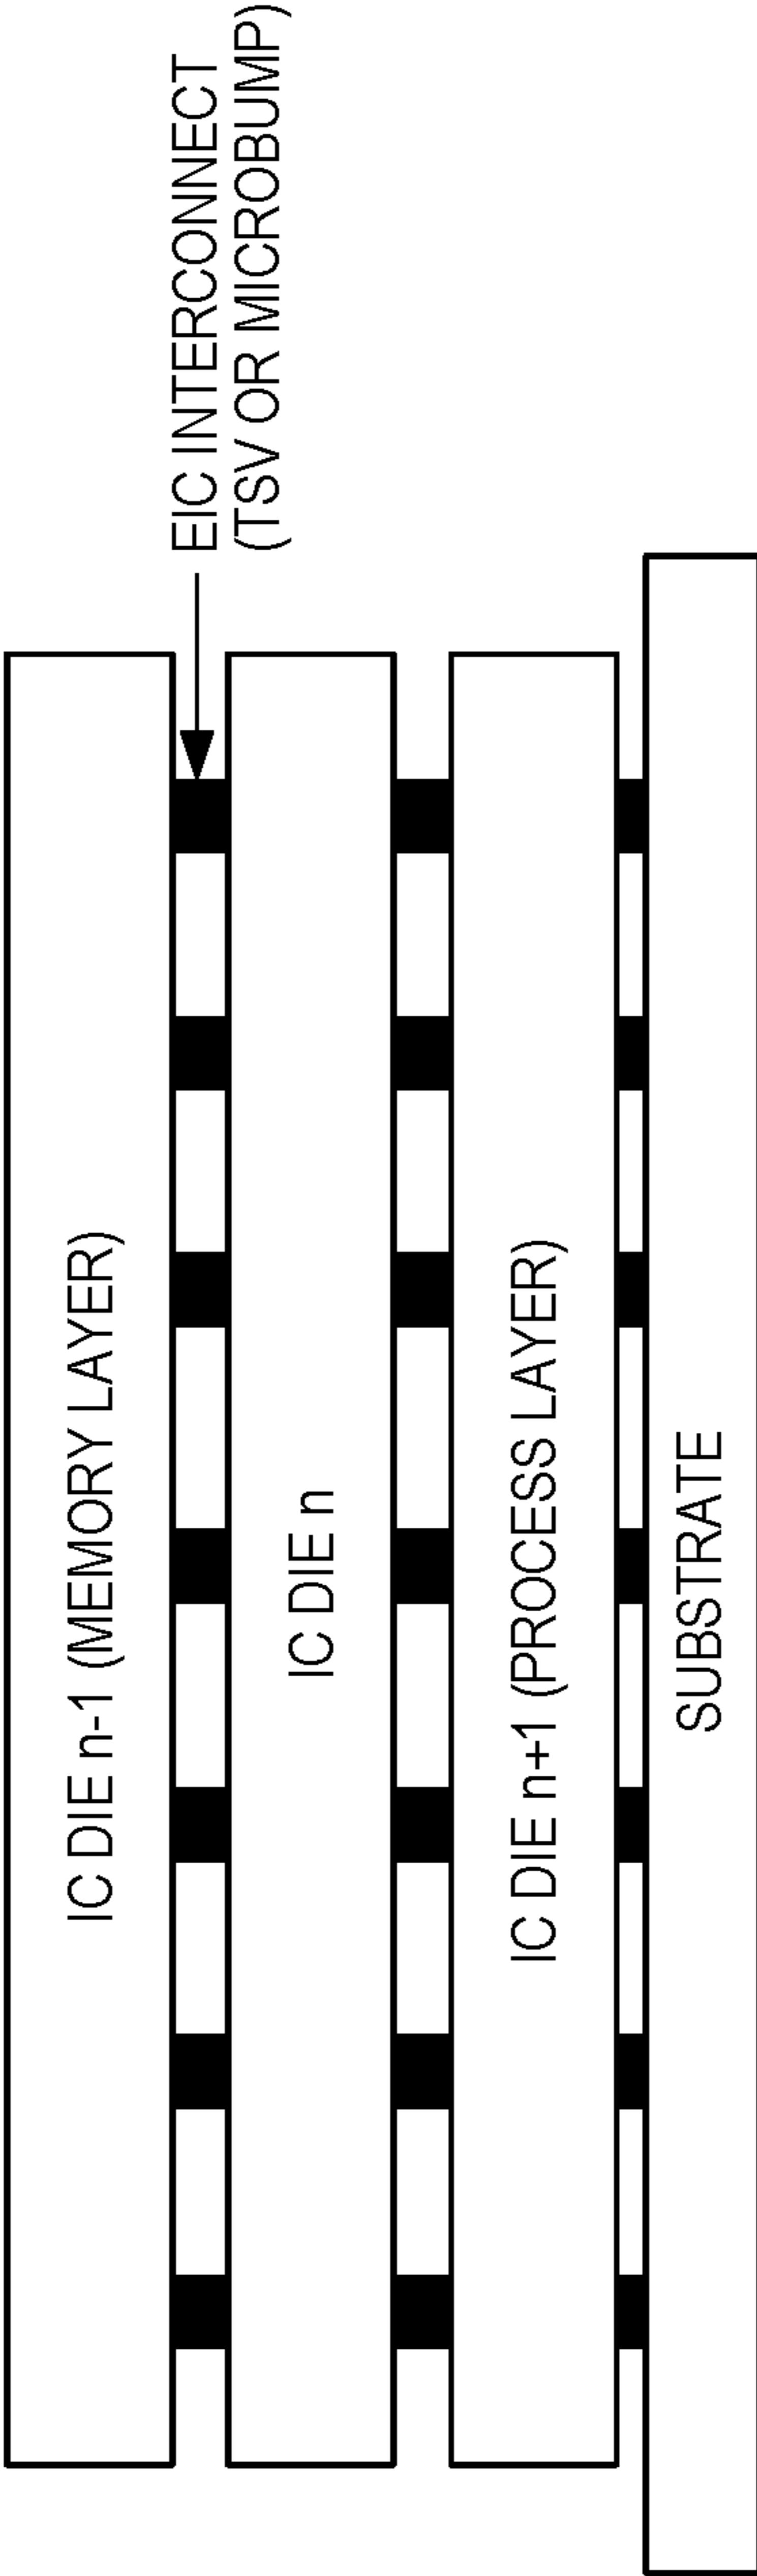 IC DIE n-1 (MEMORY LAYER)
EIC INTERCONNECT
(TSV OR MICROBUMP)
IC DIE n
IC DIE n+1 (PROCESS LAYER)
SUBSTRATE